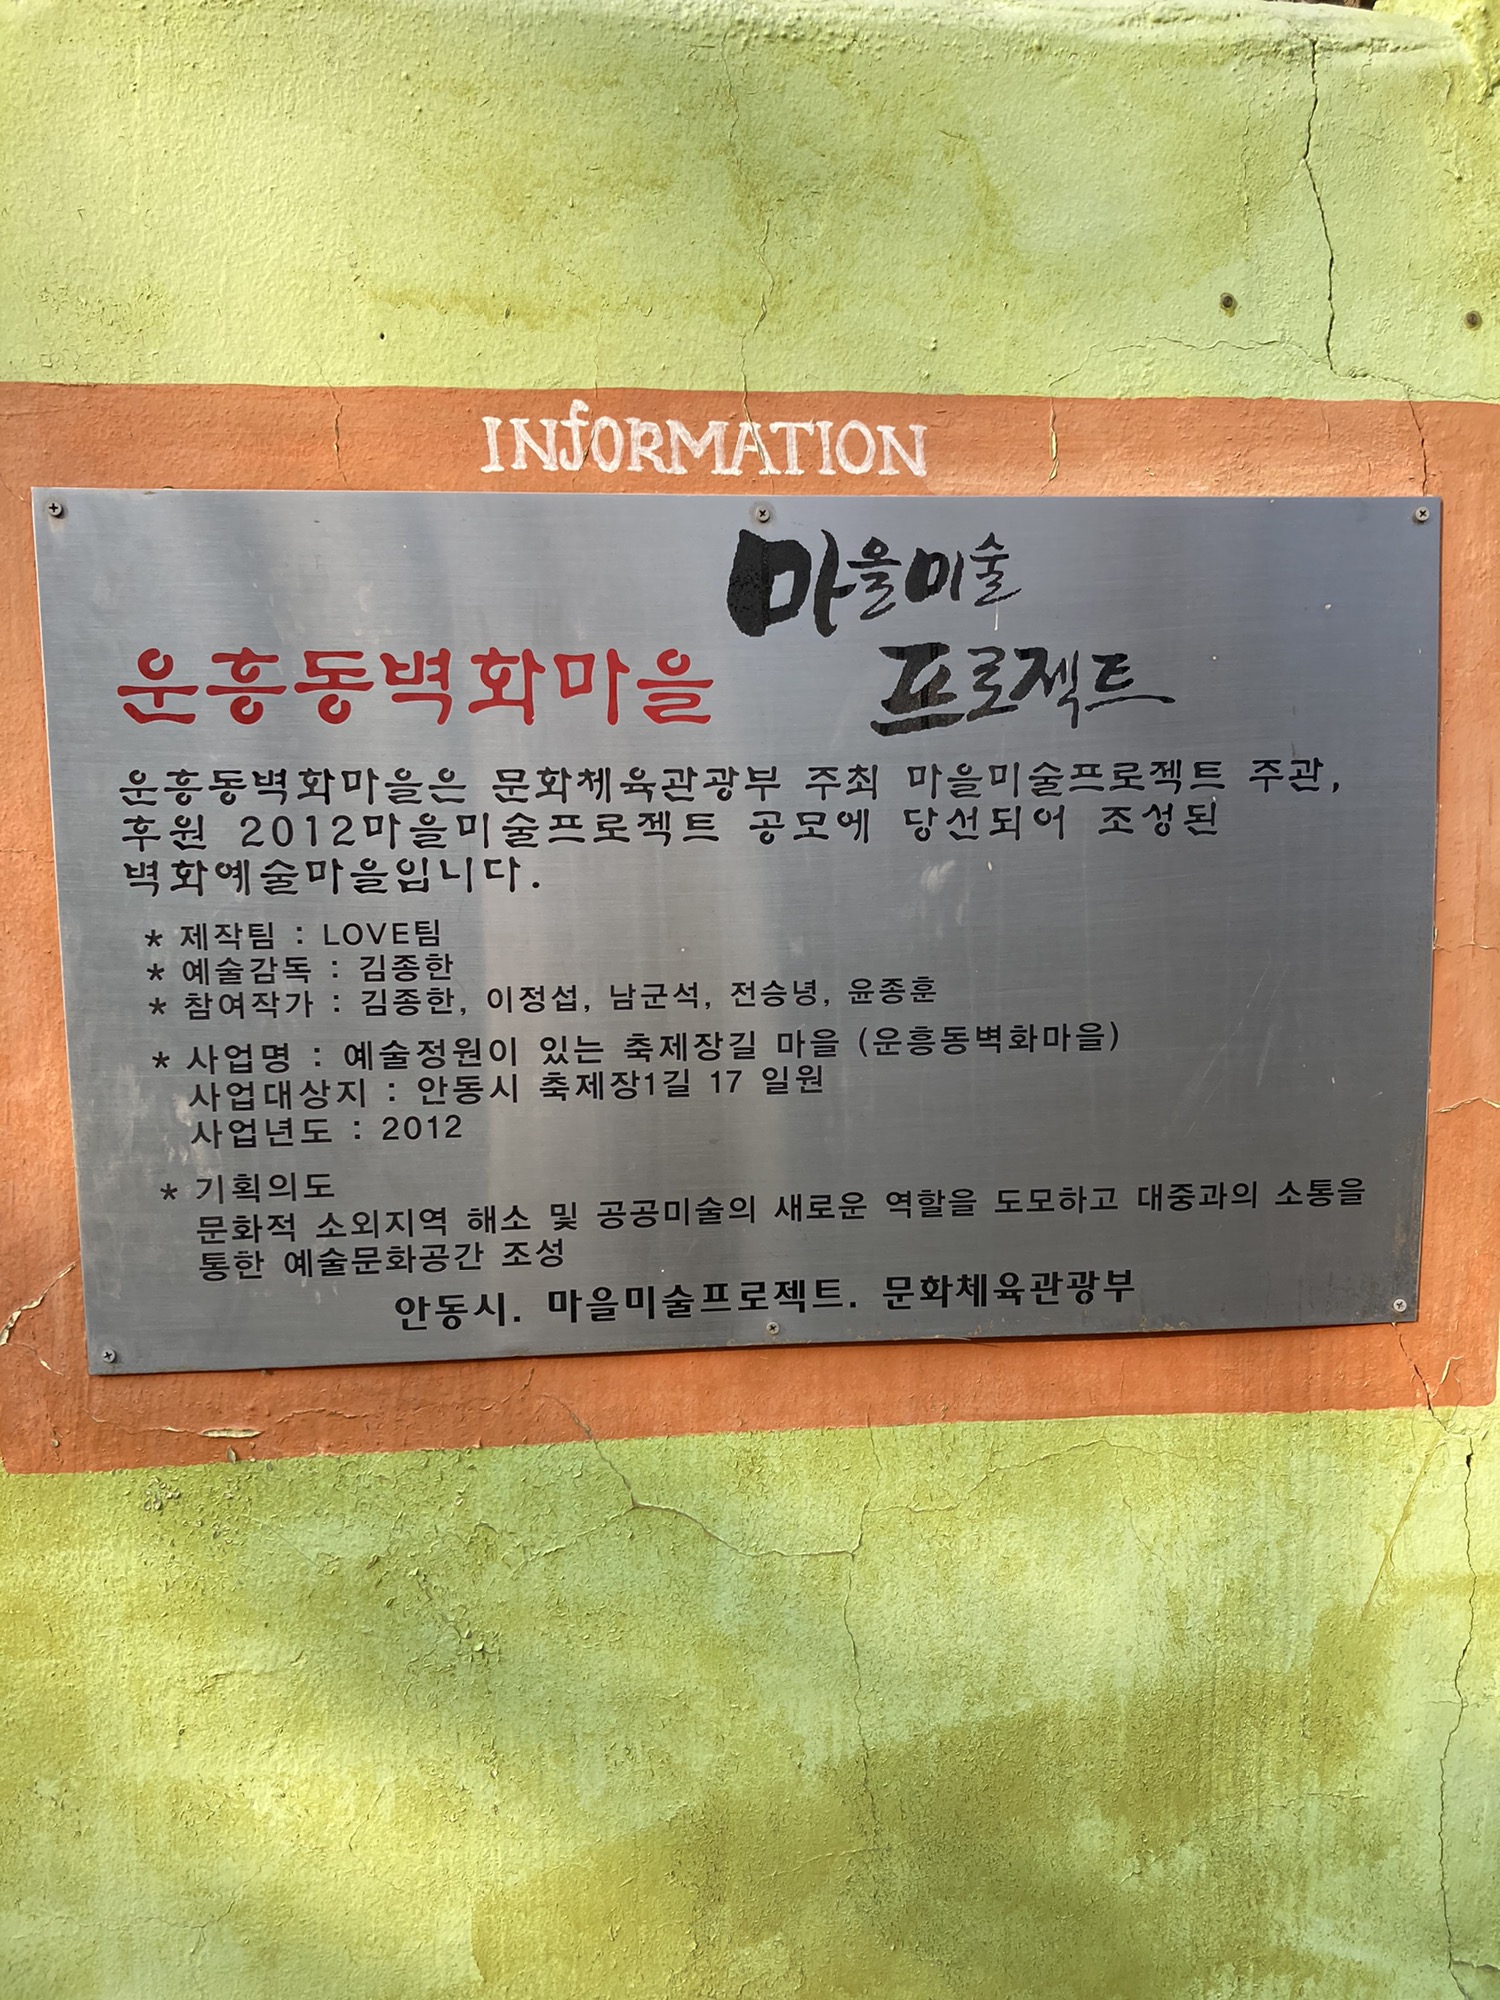 INfORMATION
마을미술
프로젝트
운흥동벽화마을
운흥동벽화마을은 문화체육관광부 주최 마을미술프로젝트 주관,
후원 2012마을미술프로젝트 공모에 당선되어 조성된
벽화예술마을입니다.
* 제작팀 : LOVE팀
* 예술감독 : 김종한
* 참여작가 : 김종한, 이정섭, 남군석, 전승녕, 윤종훈
* 사업명 : 예술정원이 있는 축제장길 마을 (운흥동벽화마을)
사업대상지 : 안동시 축제장1길 17 일원
사업년도 : 2012
* 기획의도
문화적 소외지역 해소 및 공공미술의 새로운 역할을 도모하고 대중과의 소통을
통한 예술문화공간 조성
안동시. 마을미술프로젝트. 문화체육관광부